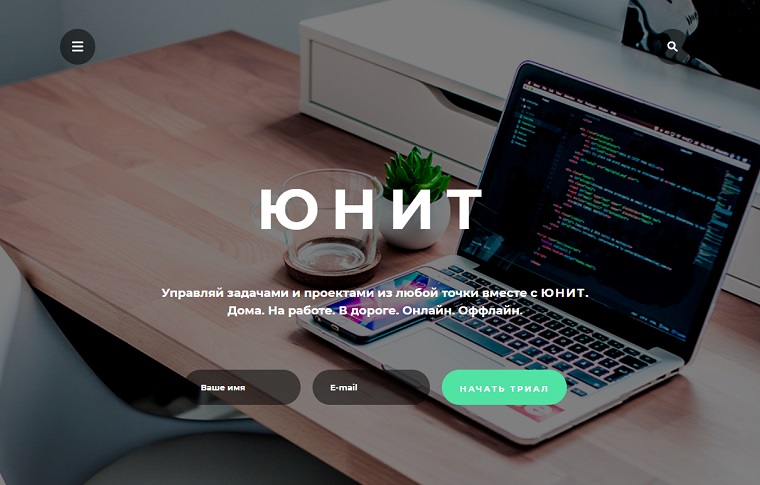 ЮНИТ
Управляй задачами и проектами из любой точки вместе с ЮНИТ.
Дома. На работе. В дороге. Онлайн. Оффлайн.
Ваше имя
E-mail
НАЧАТЬ ТРИАЛ